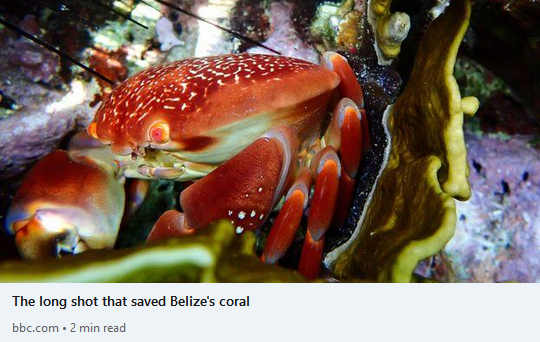 The long shot that saved Belize's coral
bbc.com • 2 min read